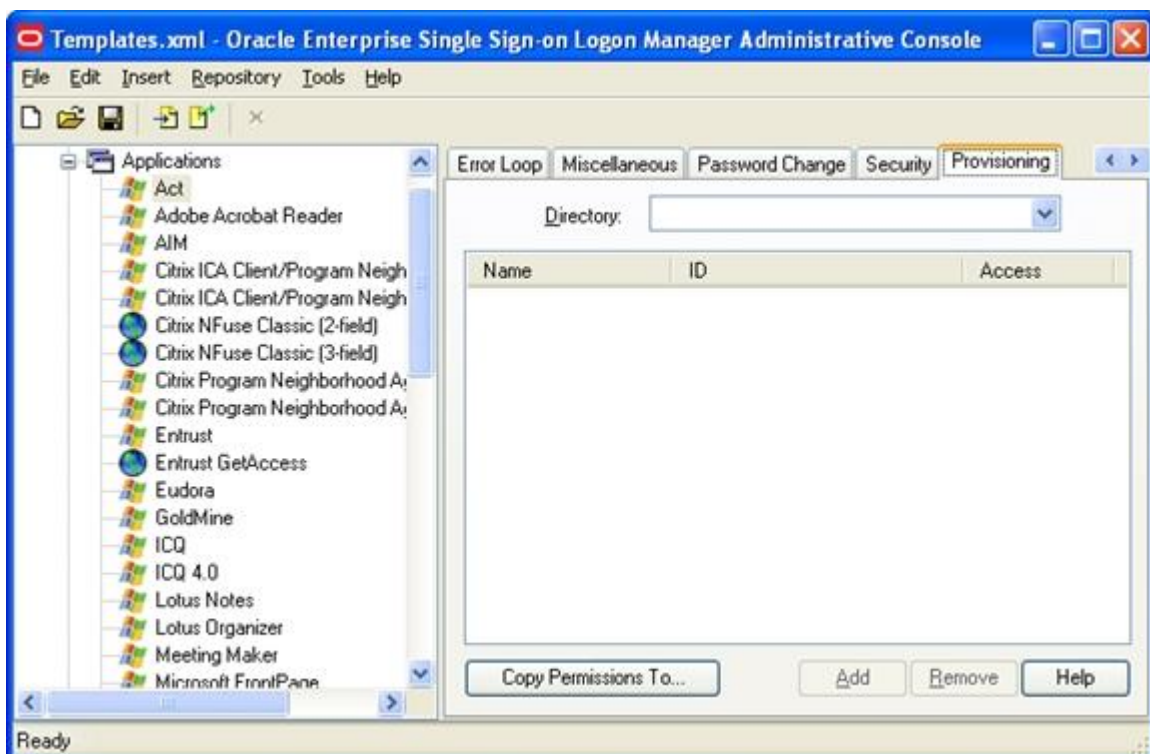 Templates.xml - Oracle Enterprise Single Sign-on Logon Manager Administrative Console
File Edit Insert Repository Tools Help
Applications
Act
Adobe Acrobat Reader
AIM
Citrix ICA Client/Program Neigh
Citrix ICA Client/Program Neigh
Citrix NFuse Classic (2-field)
Citrix NFuse Classic (3-field)
Citrix Program Neighborhood A
Citrix Program Neighborhood A
Entrust
Entrust GetAccess
Eudora
GoldMine
ICQ
ICQ 4.0
Lotus Notes
Lotus Organizer
Meeting Maker
Microsoft FrontPage
Error Loop Miscellaneous Password Change Security Provisioning
Directory:
Name ID Access
Copy Permissions To... Add Remove Help
Ready